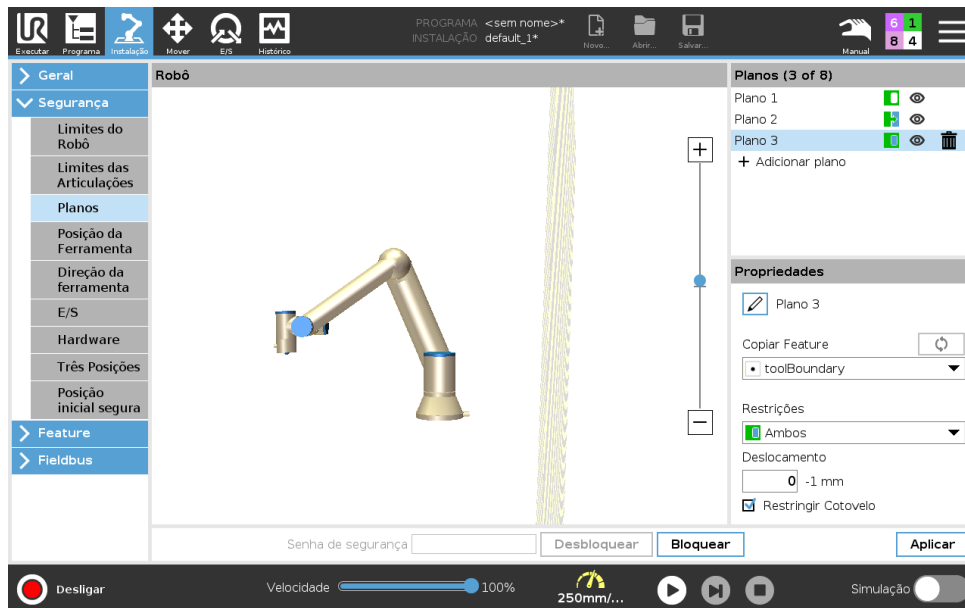 PROGRAMA <sem nome>*
INSTALAÇÃO default_1*
Executar Programa Instalação Mover E/S Histórico Novo... Abrir... Salvar... Manual
6 1
8 4
Geral
Segurança
Limites do
Robô
Limites das
Articulações
Planos
Posição da
Ferramenta
Direção da
ferramenta
E/S
Hardware
Três Posições
Posição
inicial segura
Feature
Fieldbus
Robô
Planos (3 of 8)
Plano 1
Plano 2
Plano 3
+ Adicionar plano
Propriedades
Plano 3
Copiar Feature
toolBoundary
Restrições
Ambos
Deslocamento
0 -1 mm
Restringir Cotovelo
Senha de segurança Desbloquear Bloquear Aplicar
Desligar Velocidade 100% 250mm/... Simulação